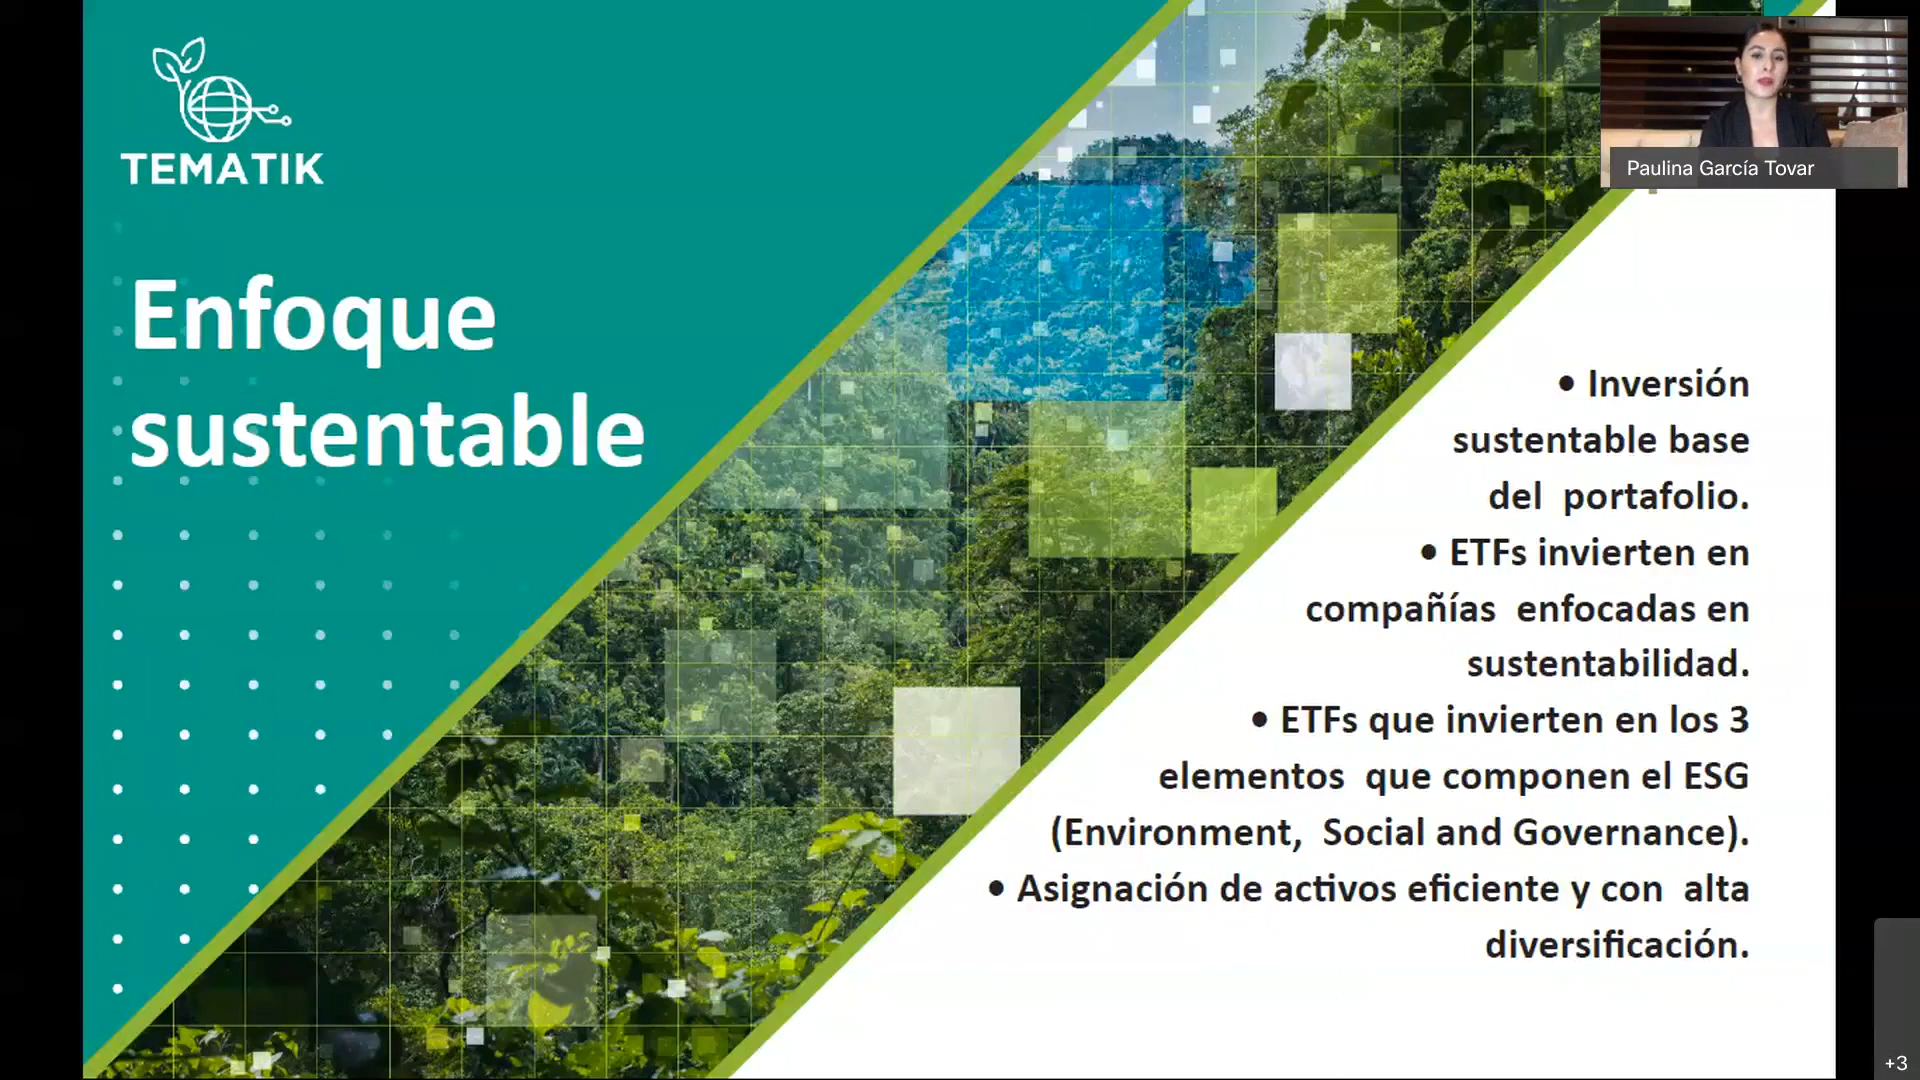 TEMATIK
Enfoque
sustentable
Paulina García Tovar
• Inversión
sustentable base
del portafolio.
• ETFs invierten en
compañías enfocadas en
sustentabilidad.
• ETFs que invierten en los 3
elementos que componen el ESG
(Environment, Social and Governance).
• Asignación de activos eficiente y con alta
diversificación.
+3